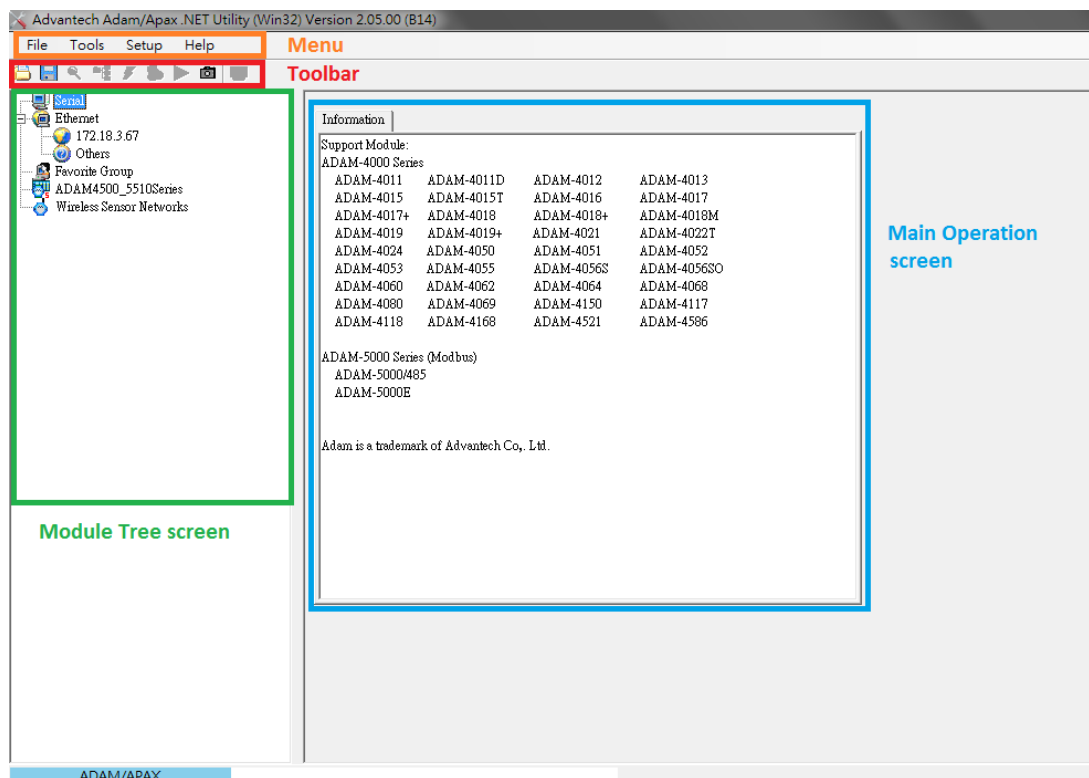 Advantech Adam/Apax .NET Utility (Win32) Version 2.05.00 (B14)
File Tools Setup Help Menu
Toolbar
Serial
Ethernet
172.18.3.67
Others
Favorite Group
ADAM4500_5510Series
Wireless Sensor Networks
Module Tree screen
Information
Support Module:
ADAM-4000 Series
ADAM-4011 ADAM-4011D ADAM-4012 ADAM-4013
ADAM-4015 ADAM-4015T ADAM-4016 ADAM-4017
ADAM-4017+ ADAM-4018 ADAM-4018+ ADAM-4018M
ADAM-4019 ADAM-4019+ ADAM-4021 ADAM-4022T
ADAM-4024 ADAM-4050 ADAM-4051 ADAM-4052
ADAM-4053 ADAM-4055 ADAM-4056S ADAM-4056SO
ADAM-4060 ADAM-4062 ADAM-4064 ADAM-4068
ADAM-4080 ADAM-4069 ADAM-4150 ADAM-4117
ADAM-4118 ADAM-4168 ADAM-4521 ADAM-4586
ADAM-5000 Series (Modbus)
ADAM-5000/485
ADAM-5000E
Adam is a trademark of Advantech Co,. Ltd.
Main Operation
screen
ADAM/APAX